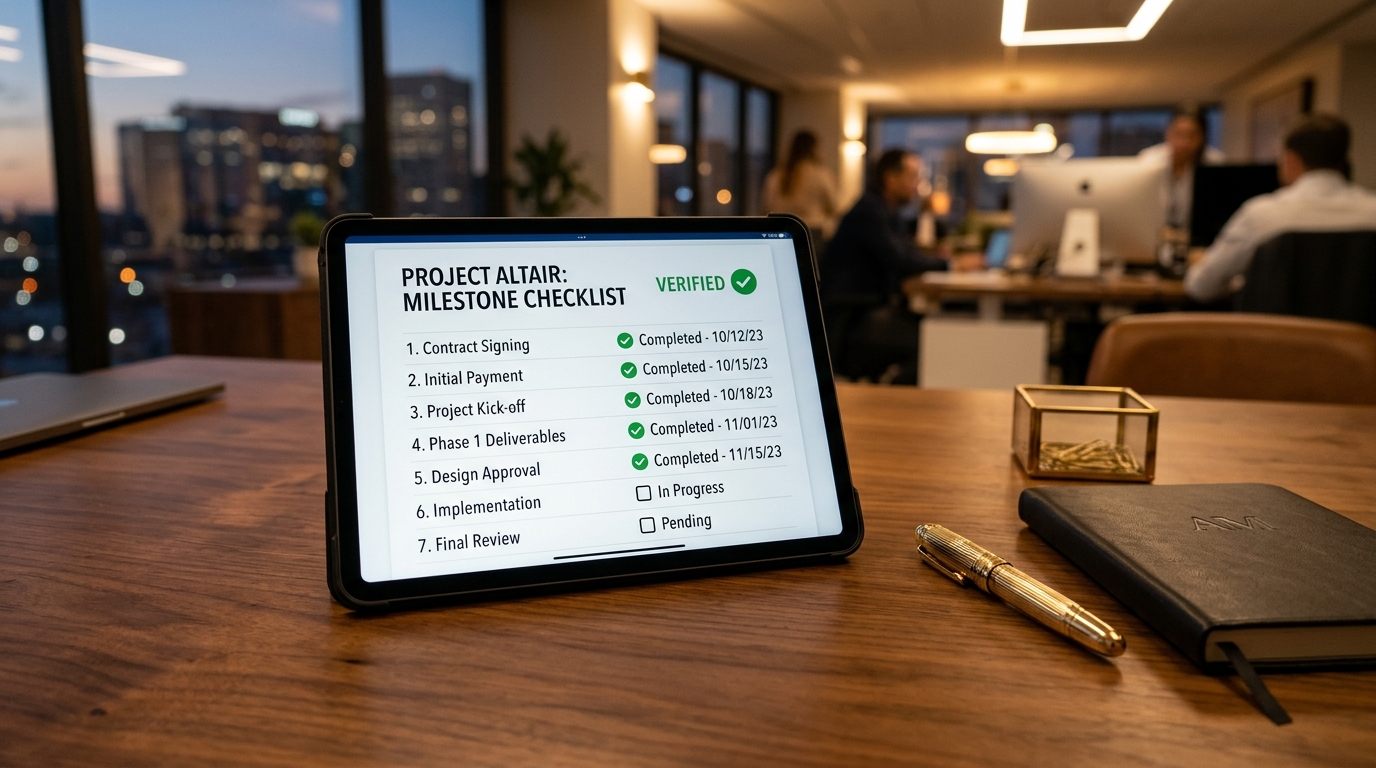 PROJECT ALTAIR:
MILESTONE CHECKLIST
VERIFIED
1. Contract Signing Completed - 10/12/23
2. Initial Payment Completed - 10/15/23
3. Project Kick-off Completed - 10/18/23
4. Phase 1 Deliverables Completed - 11/01/23
5. Design Approval Completed - 11/15/23
6. Implementation In Progress
7. Final Review Pending
AM